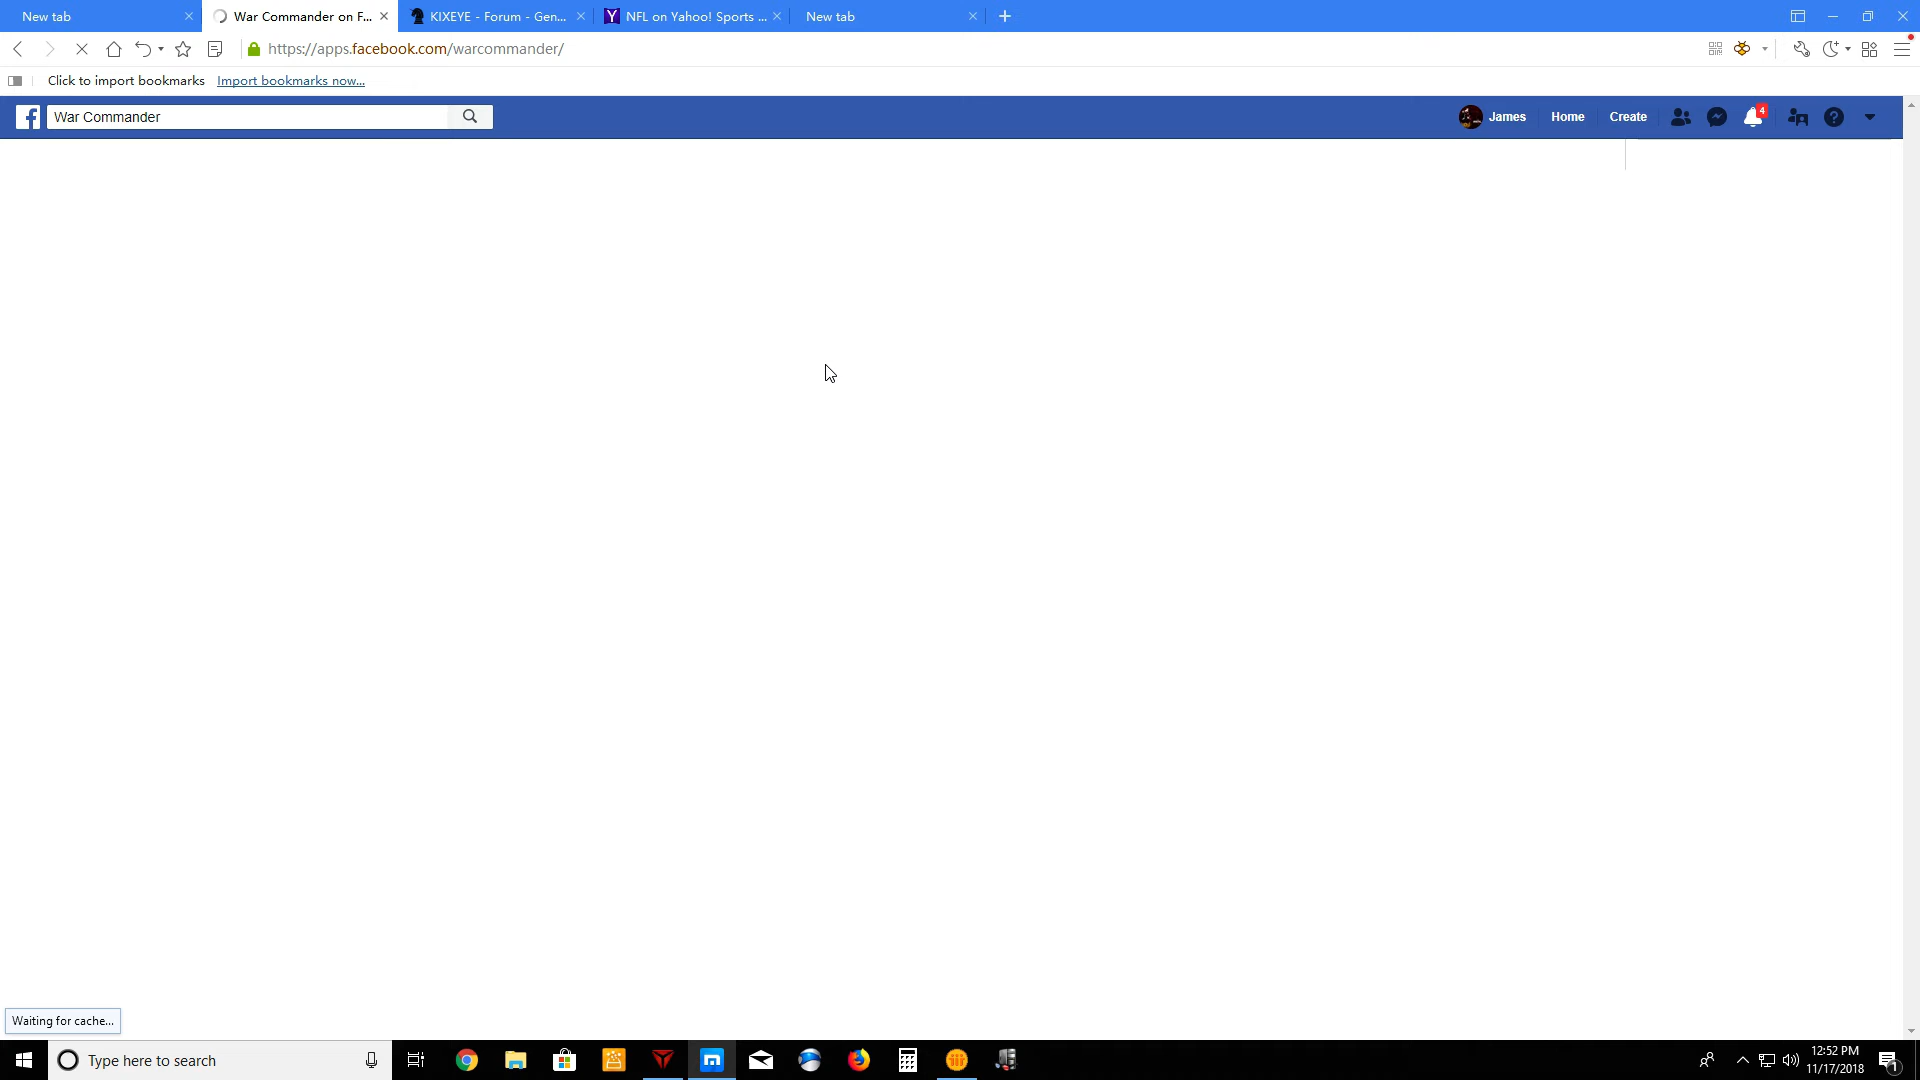 New tab
War Commander on F...
KIXEYE - Forum - Gen...
NFL on Yahoo! Sports ...
New tab
https://apps.facebook.com/warcommander/
Click to import bookmarks
Import bookmarks now...
War Commander
James
Home
Create
4
Waiting for cache...
Type here to search
12:52 PM
11/17/2018
1